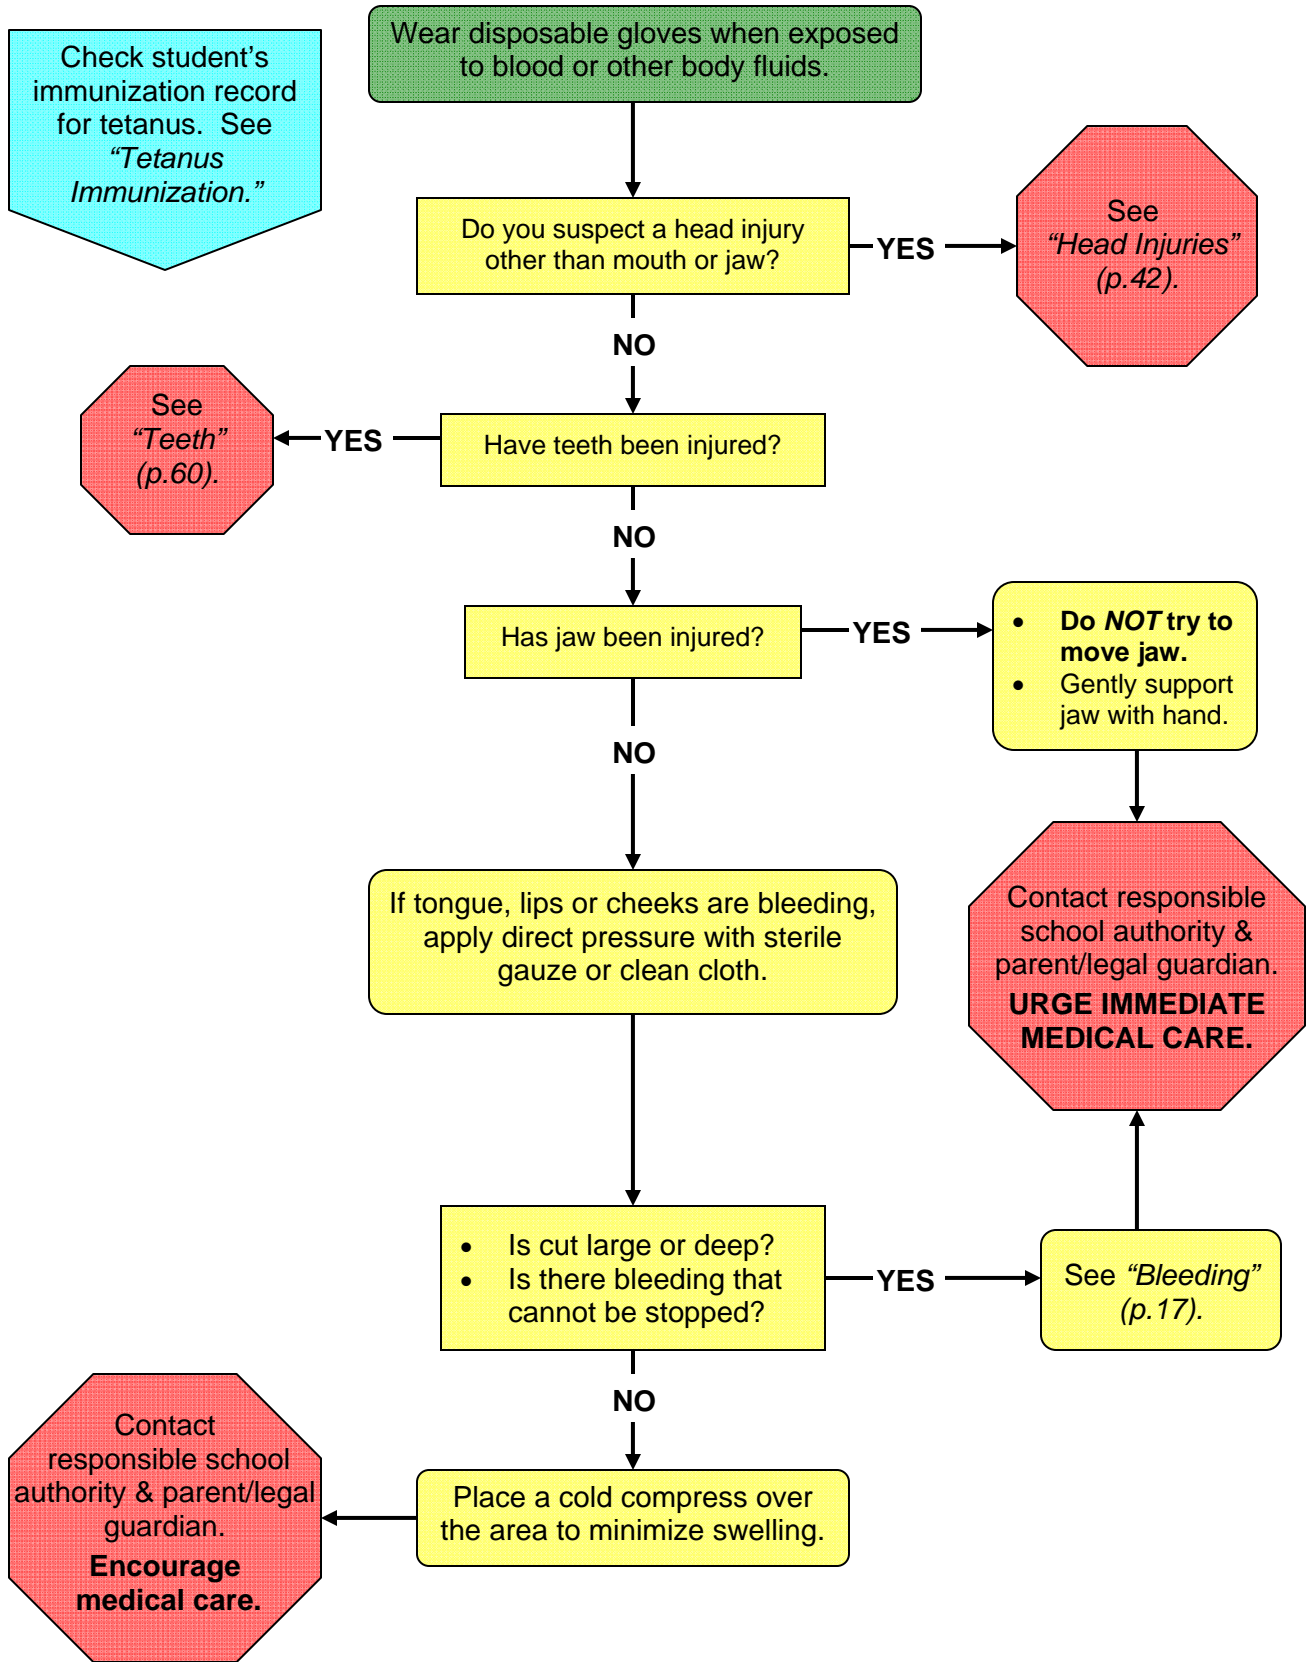 Check student’s
immunization record
for tetanus.  See
“Tetanus
Immunization.”
Wear disposable gloves when exposed
to blood or other body fluids.
Do you suspect a head injury
other than mouth or jaw?
YES
See
“Head Injuries”
(p.42).
NO
Have teeth been injured?
YES
See
“Teeth”
(p.60).
NO
Has jaw been injured?
YES
• Do NOT try to
move jaw.
• Gently support
jaw with hand.
NO
If tongue, lips or cheeks are bleeding,
apply direct pressure with sterile
gauze or clean cloth.
Contact responsible
school authority &
parent/legal guardian.
URGE IMMEDIATE
MEDICAL CARE.
• Is cut large or deep?
• Is there bleeding that
cannot be stopped?
YES
See “Bleeding”
(p.17).
NO
Place a cold compress over
the area to minimize swelling.
Contact
responsible school
authority & parent/legal
guardian.
Encourage
medical care.